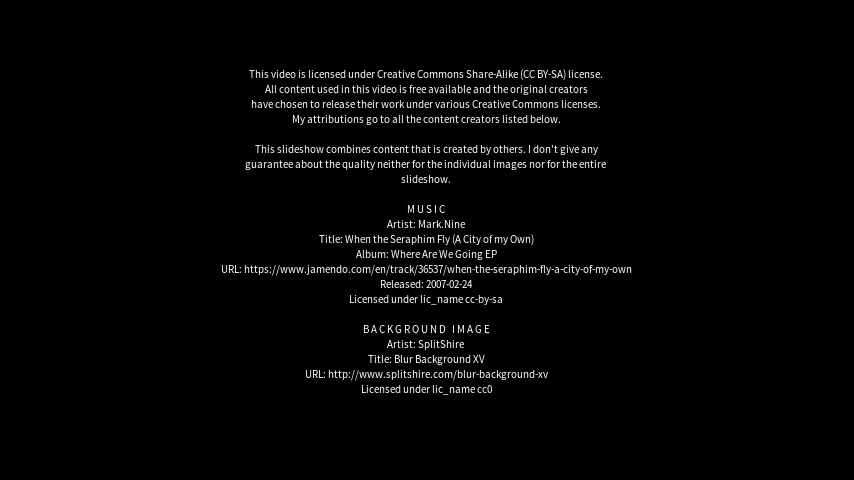 This video is licensed under Creative Commons Share-Alike (CC BY-SA) license.
All content used in this video is free available and the original creators
have chosen to release their work under various Creative Commons licenses.
My attributions go to all the content creators listed below.
This slideshow combines content that is created by others. I don't give any
guarantee about the quality neither for the individual images nor for the entire
slideshow.
MUSIC
Artist: Mark.Nine
Title: When the Seraphim Fly (A City of my Own)
Album: Where Are We Going EP
URL: https://www.jamendo.com/en/track/36537/when-the-seraphim-fly-a-city-of-my-own
Released: 2007-02-24
Licensed under lic_name cc-by-sa
BACKGROUND IMAGE
Artist: SplitShire
Title: Blur Background XV
URL: http://www.splitshire.com/blur-background-xv
Licensed under lic_name cc0